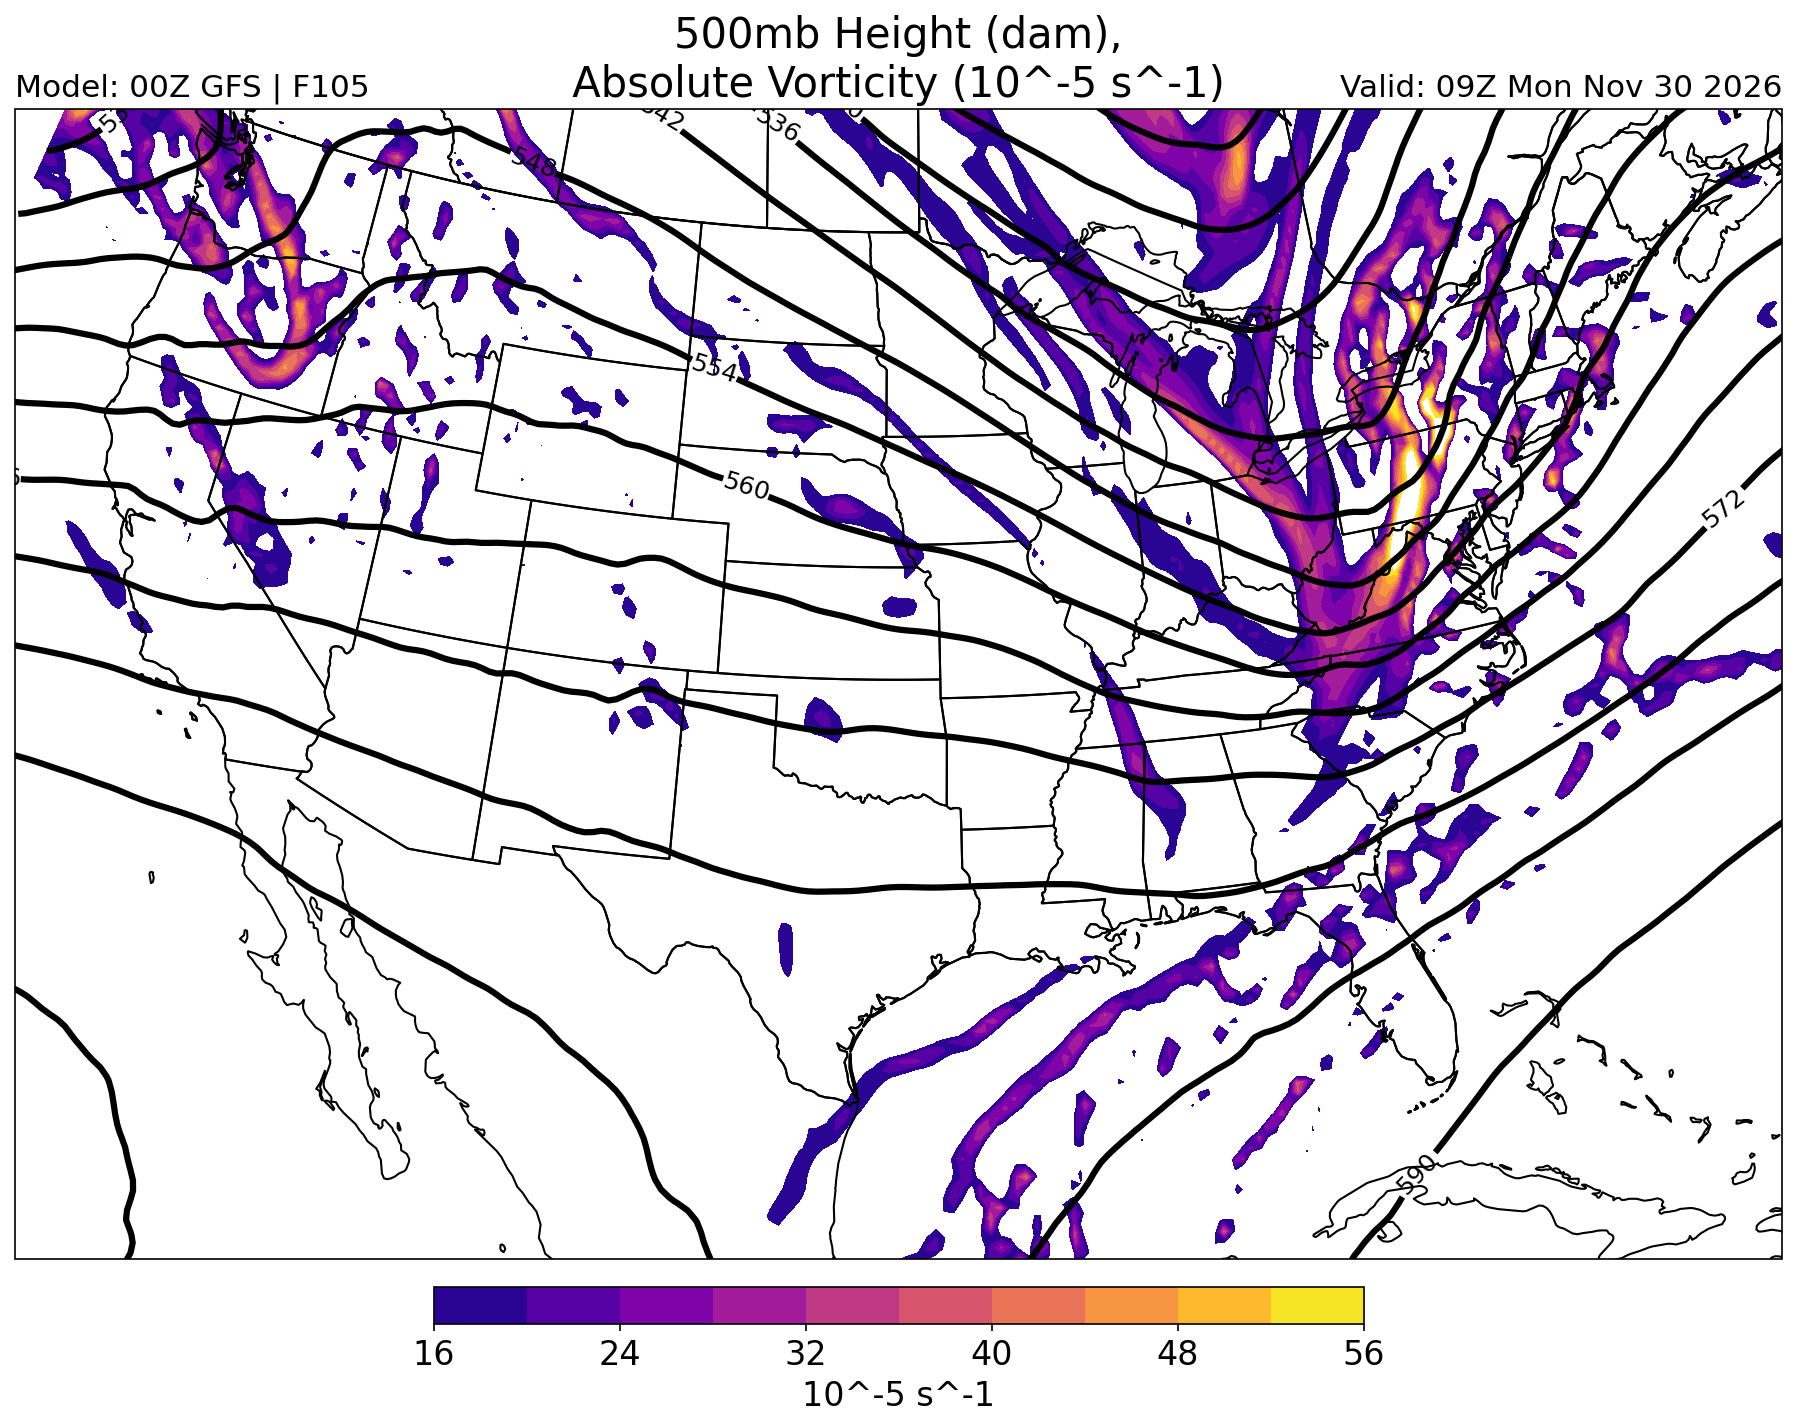 500mb Height (dam),
Absolute Vorticity (10^-5 s^-1)
Model: 00Z GFS | F105
Valid: 09Z Mon Nov 30 2026
542
536
548
554
560
572
590
16 24 32 40 48 56
10^-5 s^-1